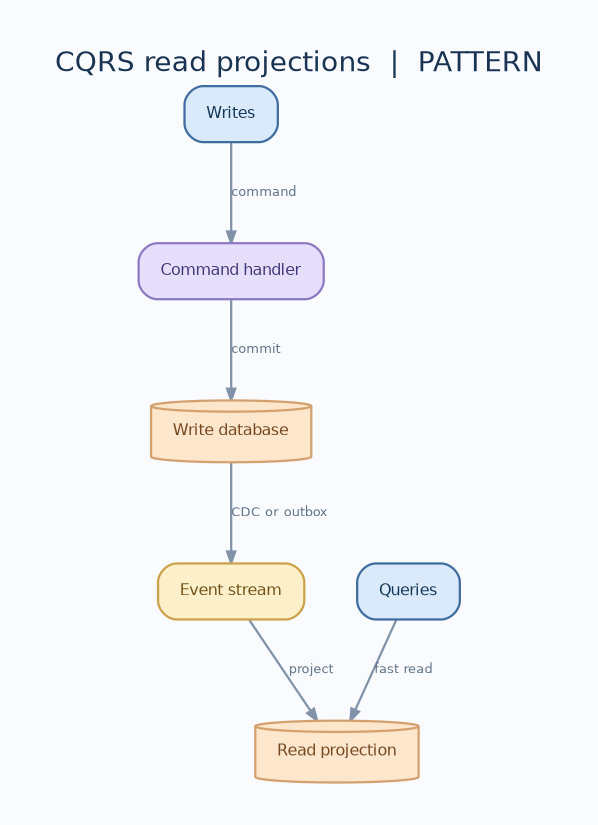 CQRS read projections | PATTERN
Writes
command
Command handler
commit
Write database
CDC or outbox
Event stream
Queries
project
fast read
Read projection